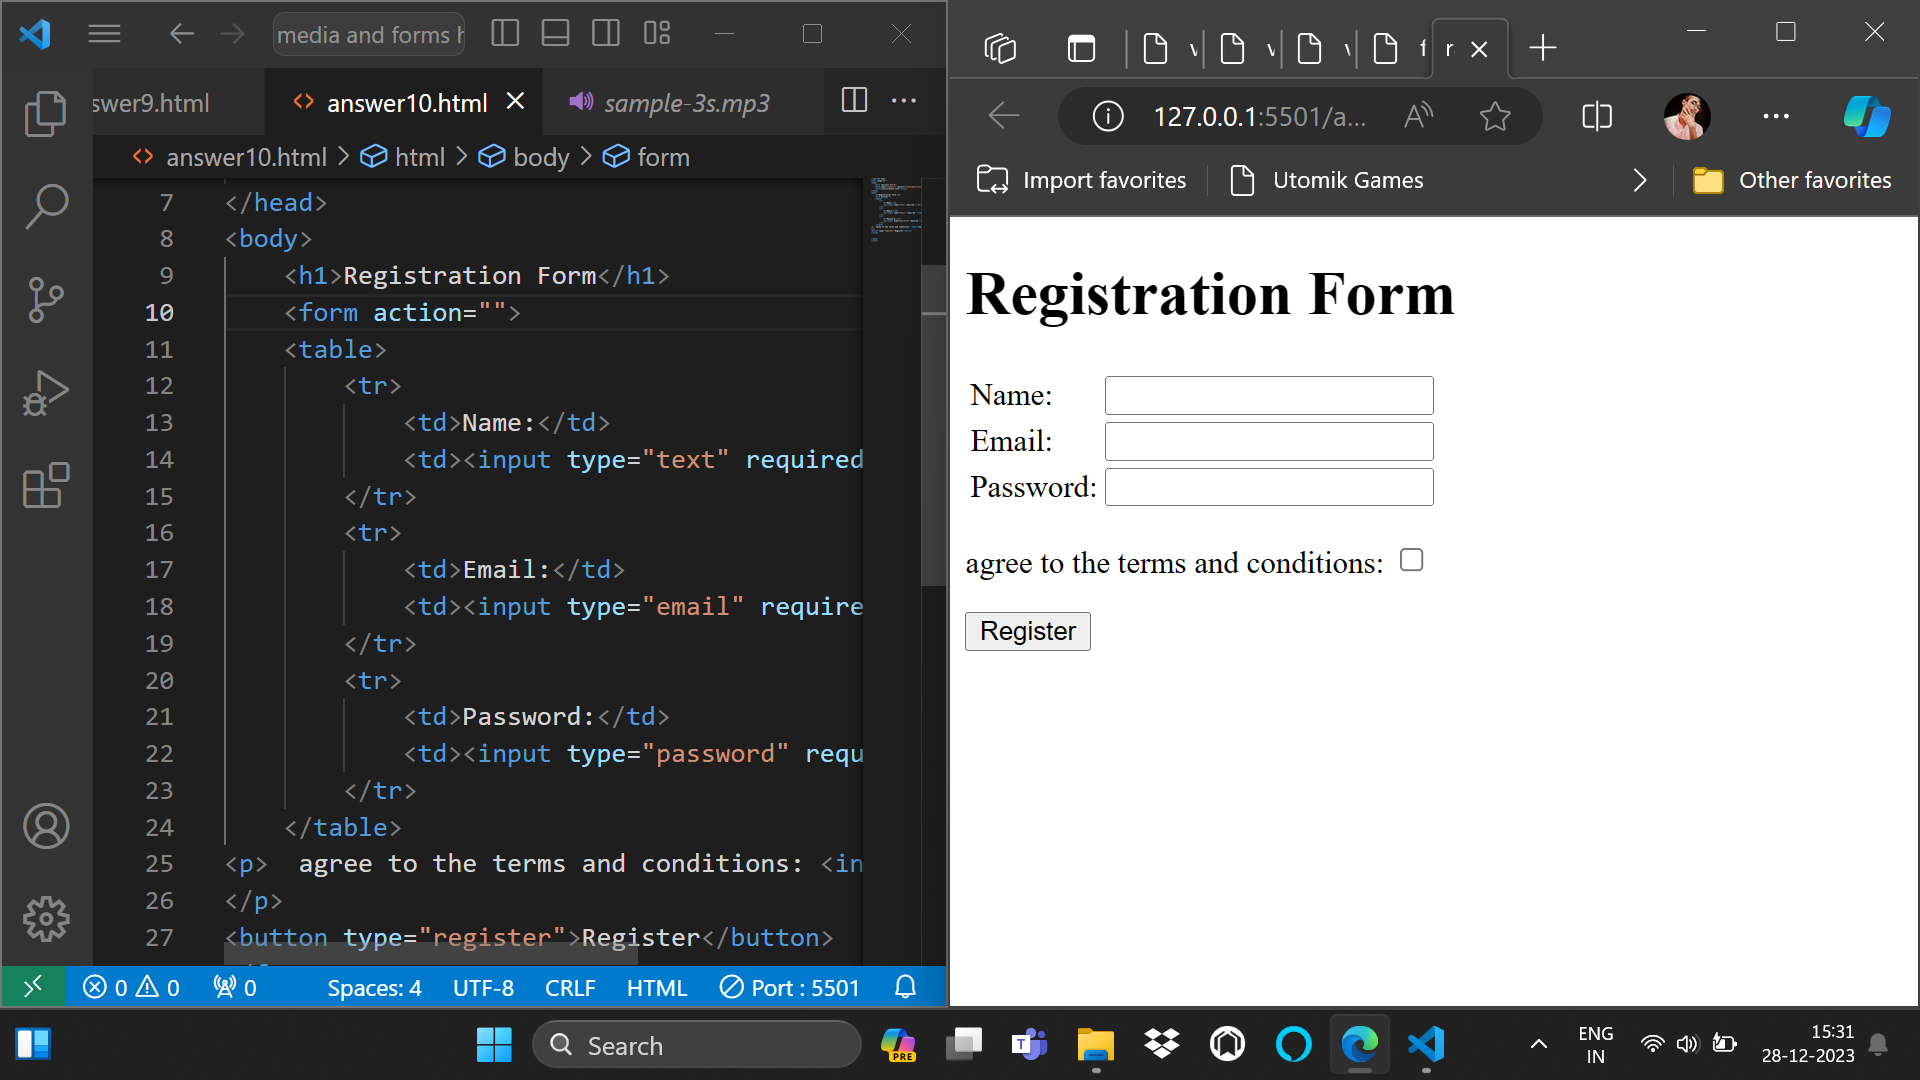 media and forms
swer9.html
answer10.html
sample-3s.mp3
answer10.html > html > body > form
7 </head>
8 <body>
9 <h1>Registration Form</h1>
10 <form action="">
11 <table>
12 <tr>
13 <td>Name:</td>
14 <td><input type="text" required
15 </tr>
16 <tr>
17 <td>Email:</td>
18 <td><input type="email" require
19 </tr>
20 <tr>
21 <td>Password:</td>
22 <td><input type="password" requ
23 </tr>
24 </table>
25 <p> agree to the terms and conditions: <in
26 </p>
27 <button type="register">Register</button>
0 0 0 Spaces: 4 UTF-8 CRLF HTML Port : 5501
127.0.0.1:5501/a...
Import favorites
Utomik Games
Other favorites
Registration Form
Name:
Email:
Password:
agree to the terms and conditions:
Register
Search
PRE
ENG
IN
15:31
28-12-2023